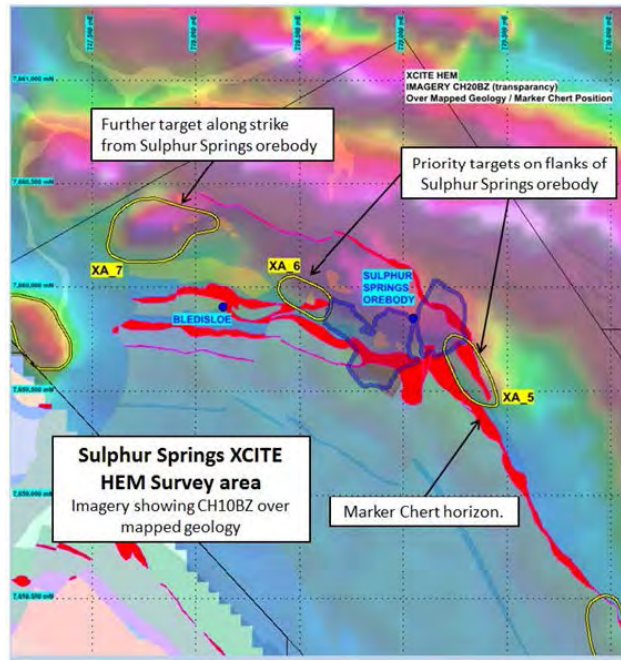 7,661,000 mN
XCITE HEM
IMAGERY CH20BZ (transparancy)
Over Mapped Geology / Marker Chert Position
Further target along strike
from Sulphur Springs orebody
Priority targets on flanks of
Sulphur Springs orebody
7,660,500 mN
XA_7
XA_6
SULPHUR
SPRINGS
OREBODY
7,660,000 mN
BLEDISLOE
7,659,500 mN
XA_5
Sulphur Springs XCITE
HEM Survey area
Imagery showing CH10BZ over
mapped geology
Marker Chert horizon.
7,659,000 mN
7,658,500 mN